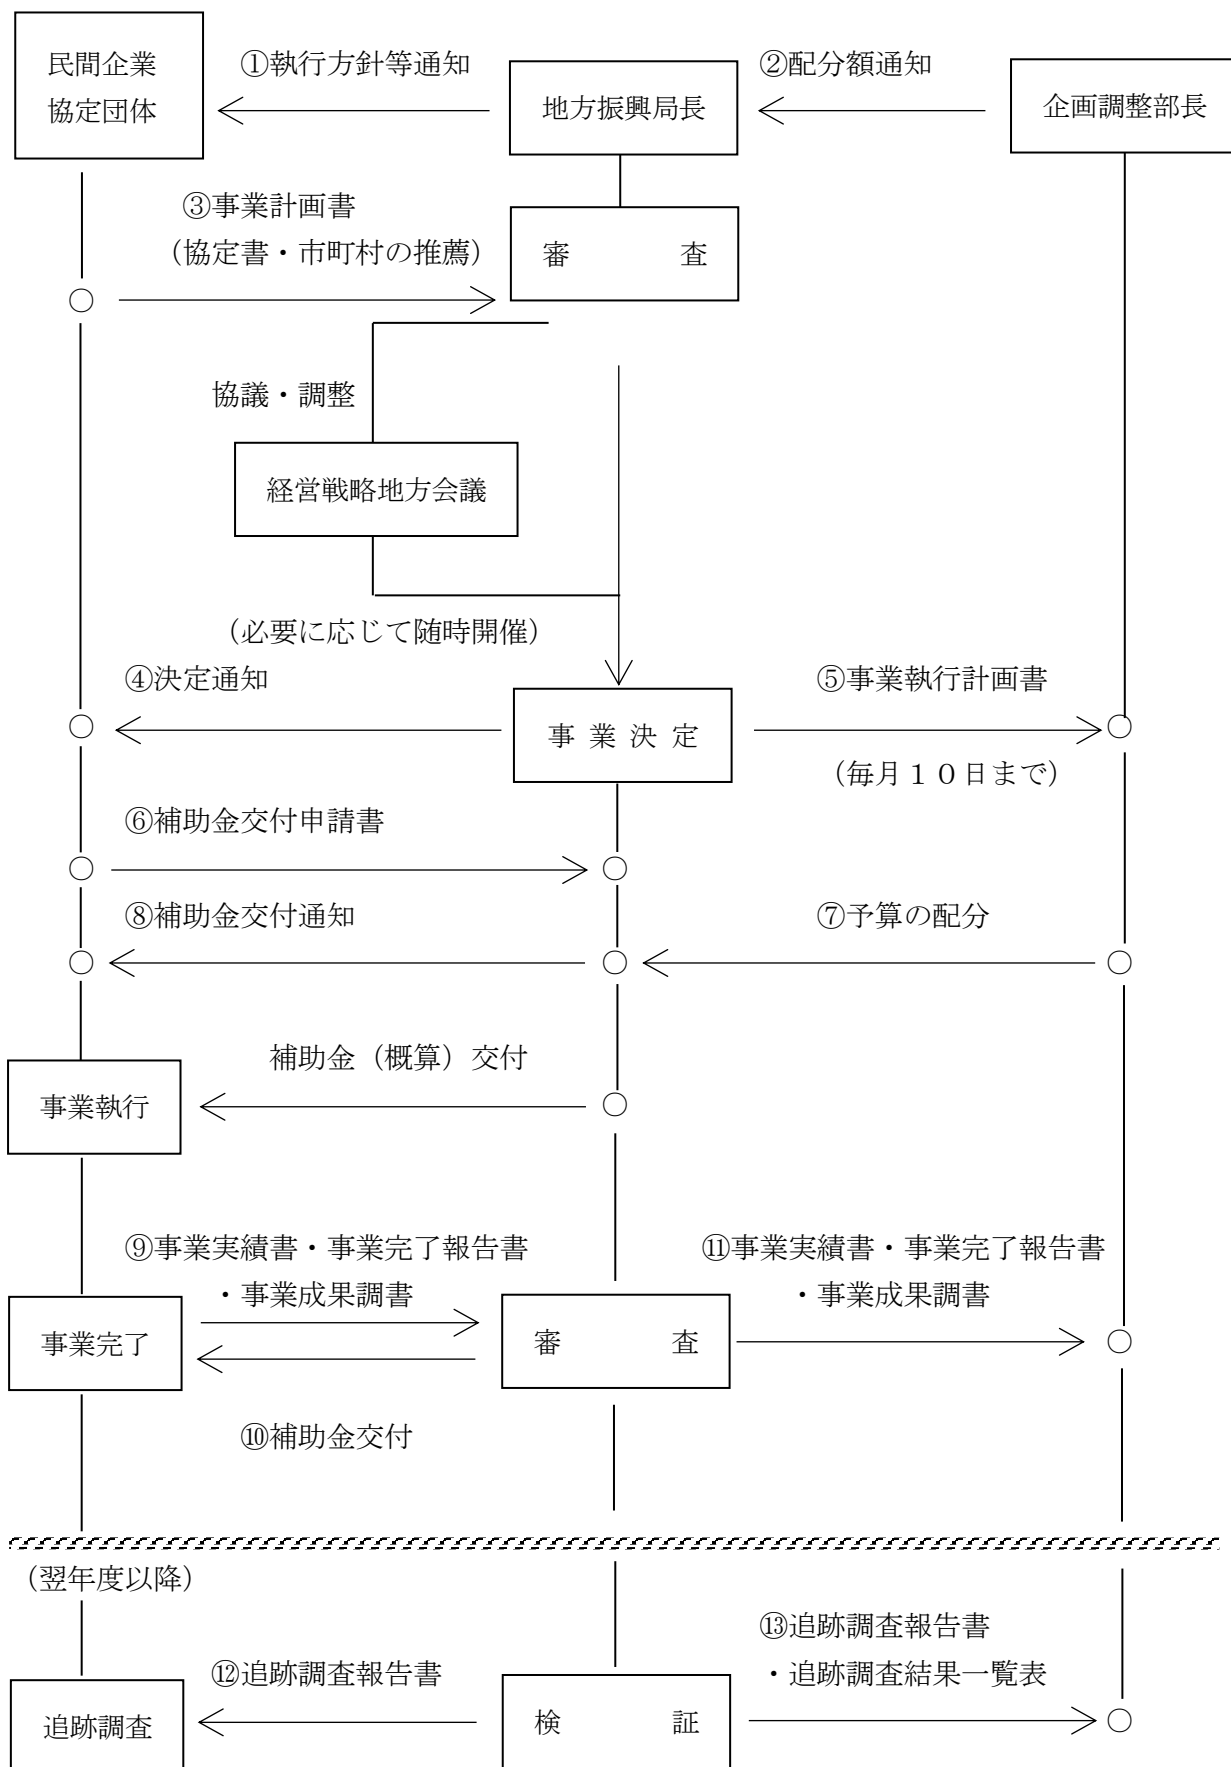 民間企業
協定団体
①執行方針等通知
地方振興局長
②配分額通知
企画調整部長
③事業計画書
（協定書・市町村の推薦）
審　　　査
協議・調整
経営戦略地方会議
（必要に応じて随時開催）
④決定通知
事 業 決 定
⑤事業執行計画書
（毎月１０日まで）
⑥補助金交付申請書
⑧補助金交付通知
⑦予算の配分
補助金（概算）交付
事業執行
⑨事業実績書・事業完了報告書
・事業成果調書
⑪事業実績書・事業完了報告書
・事業成果調書
事業完了
審　　　査
⑩補助金交付
（翌年度以降）
⑬追跡調査報告書
・追跡調査結果一覧表
⑫追跡調査報告書
追跡調査
検　　　証